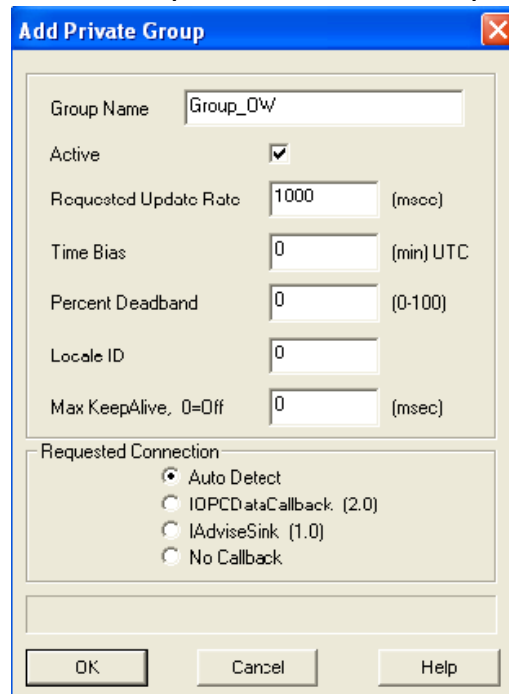 Add Private Group
Group Name Group_OW
Active
Requested Update Rate 1000 (msec)
Time Bias 0 (min) UTC
Percent Deadband 0 (0-100)
Locale ID 0
Max KeepAlive, 0=Off 0 (msec)
Requested Connection
Auto Detect
IOPCDataCallback (2.0)
IAdviseSink (1.0)
No Callback
OK Cancel Help